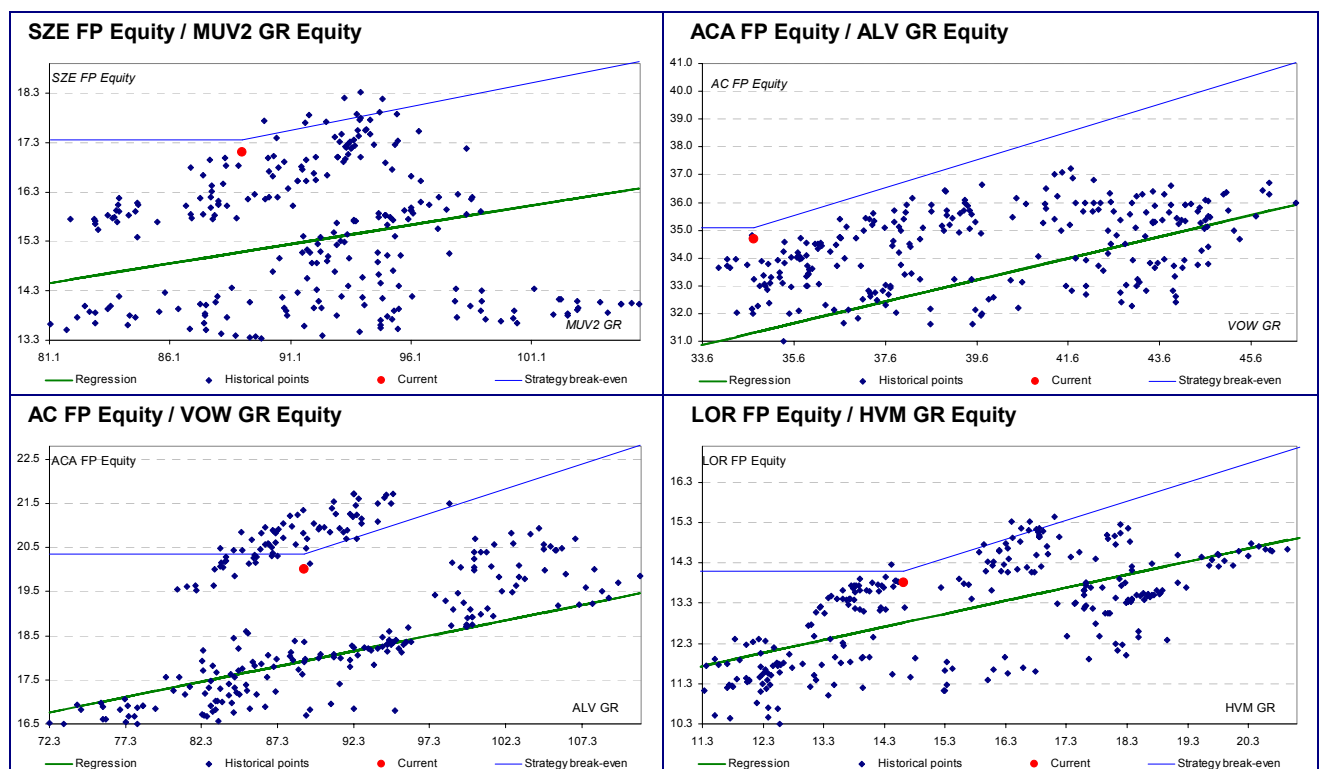 SZE FP Equity / MUV2 GR Equity
SZE FP Equity
18.3
17.3
16.3
15.3
14.3
13.3
MUV2 GR
81.1 86.1 91.1 96.1 101.1
Regression Historical points Current Strategy break-even
ACA FP Equity / ALV GR Equity
41.0
AC FP Equity
40.0
39.0
38.0
37.0
36.0
35.0
34.0
33.0
32.0
31.0
VOW GR
33.6 35.6 37.6 39.6 41.6 43.6 45.6
Regression Historical points Current Strategy break-even
AC FP Equity / VOW GR Equity
ACA FP Equity
22.5
21.5
20.5
19.5
18.5
17.5
16.5
ALV GR
72.3 77.3 82.3 87.3 92.3 97.3 102.3 107.3
Regression Historical points Current Strategy break-even
LOR FP Equity / HVM GR Equity
LOR FP Equity
16.3
15.3
14.3
13.3
12.3
11.3
10.3
HVM GR
11.3 12.3 13.3 14.3 15.3 16.3 17.3 18.3 19.3 20.3
Regression Historical points Current Strategy break-even